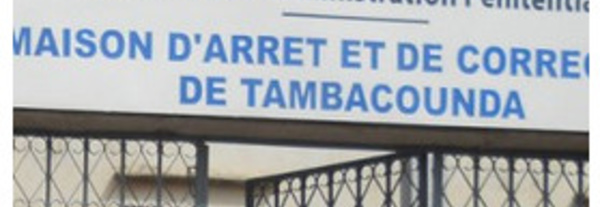 MAISON D'ARRET ET DE CORREC
DE TAMBACOUNDA